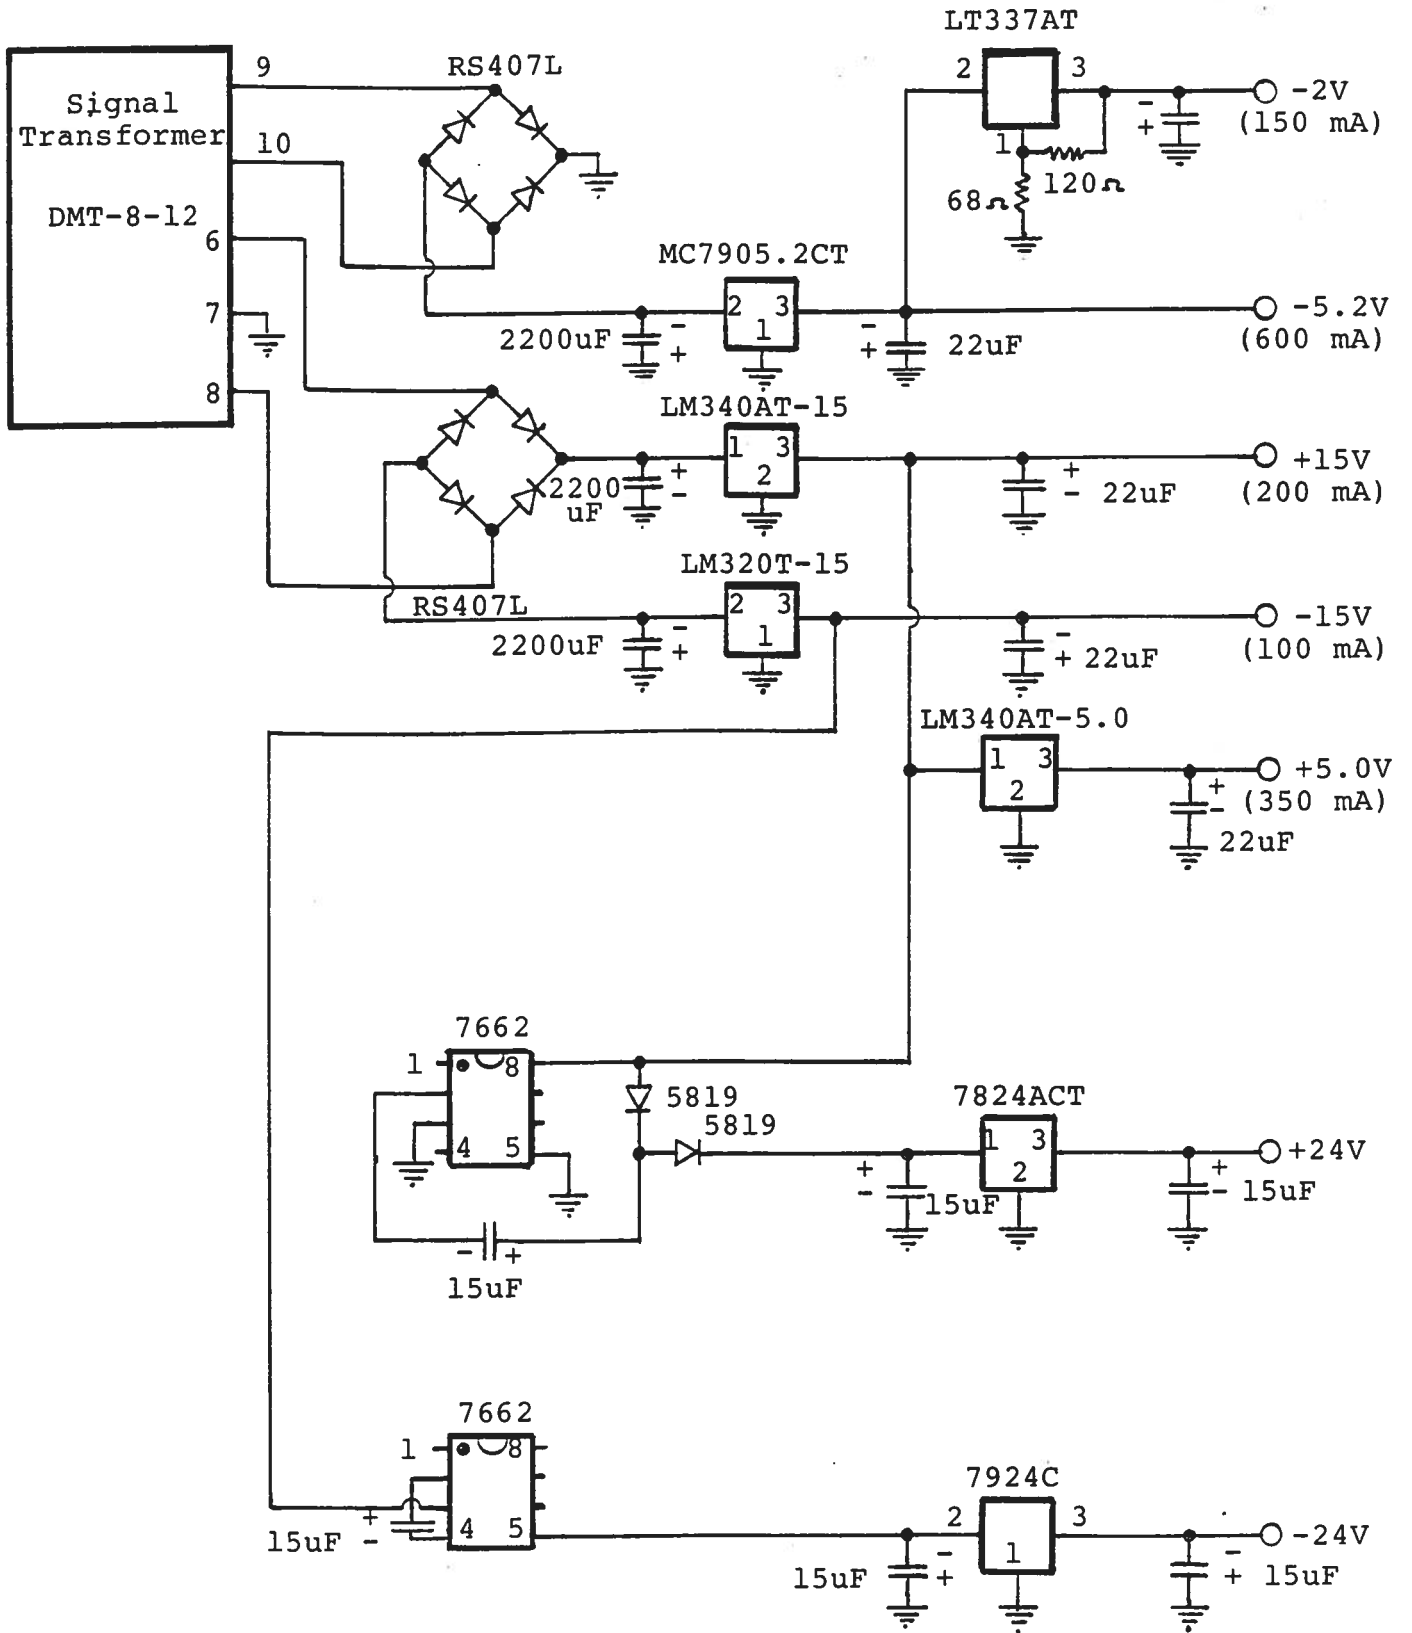 LT337AT
2
3
-2V
(150 mA)
-
+
1
120Ω
68Ω
Signal
Transformer
DMT-8-12
9
10
6
7
8
RS407L
MC7905.2CT
2 3
1
2200uF
-
+
-
+
22uF
-5.2V
(600 mA)
LM340AT-15
1 3
2
2200
uF
+
-
+
-
22uF
+15V
(200 mA)
RS407L
LM320T-15
2 3
1
2200uF
-
+
-
+
22uF
-15V
(100 mA)
LM340AT-5.0
1 3
2
+
-
22uF
+5.0V
(350 mA)
7662
1
8
4 5
5819
5819
-
+
15uF
7824ACT
1 3
2
+
-
15uF
+
-
15uF
+24V
7662
1
8
4 5
+
-
15uF
7924C
2
3
1
-
+
15uF
-
+
15uF
-24V